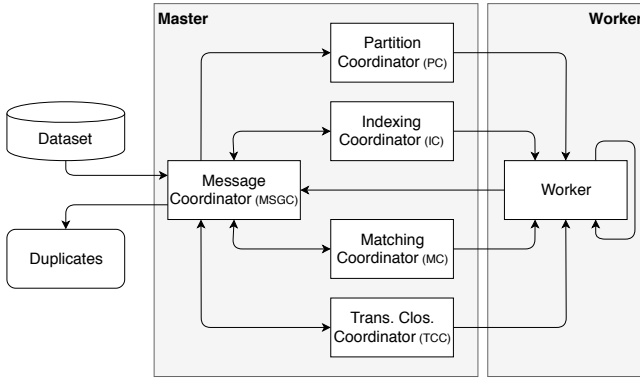 Master
Worker
Partition
Coordinator (PC)
Indexing
Coordinator (IC)
Dataset
Message
Coordinator (MSGC)
Worker
Duplicates
Matching
Coordinator (MC)
Trans. Clos.
Coordinator (TCC)